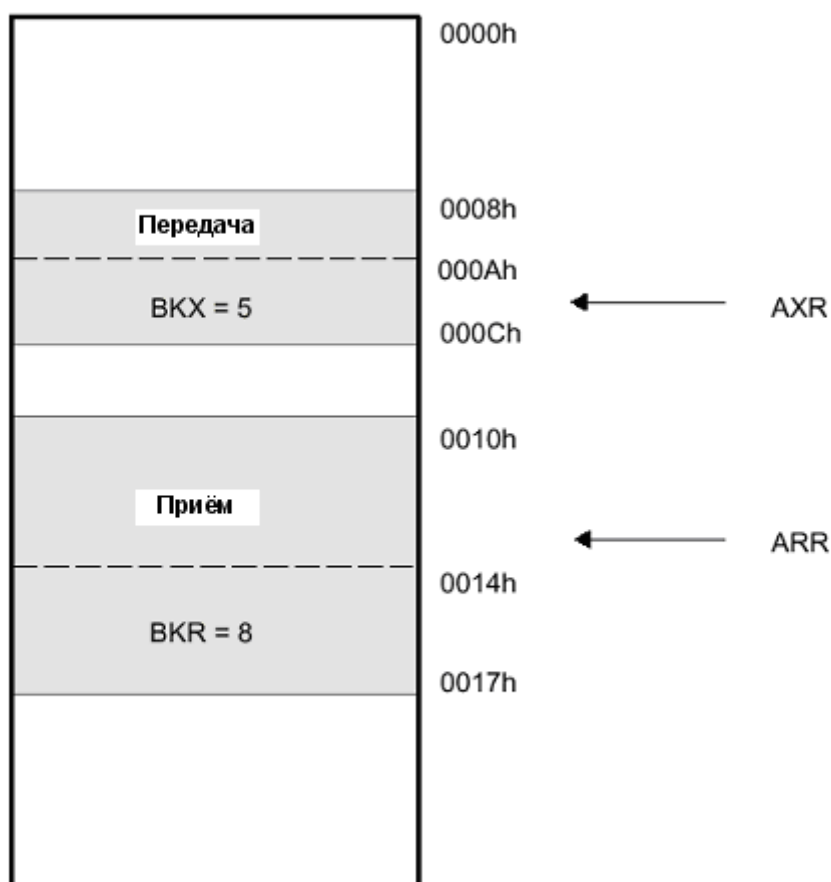 0000h
Передача
0008h
000Ah
BKX = 5
AXR
000Ch
0010h
Приём
ARR
0014h
BKR = 8
0017h